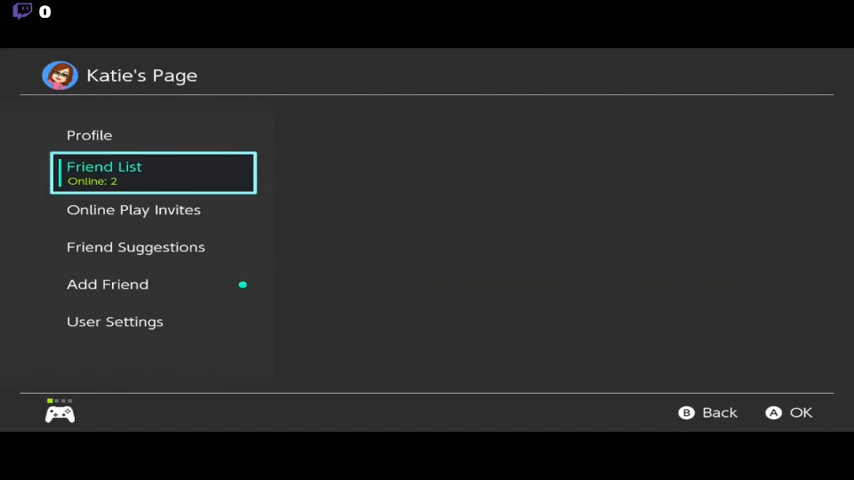 0
Katie's Page
Profile
Friend List
Online: 2
Online Play Invites
Friend Suggestions
Add Friend
User Settings
B Back A OK